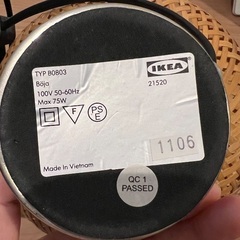 TYP B0803
Böja
100V 50-60Hz
Max 75W
IKEA
21520
F
PS
E
1106
Made in Vietnam
QC 1
PASSED